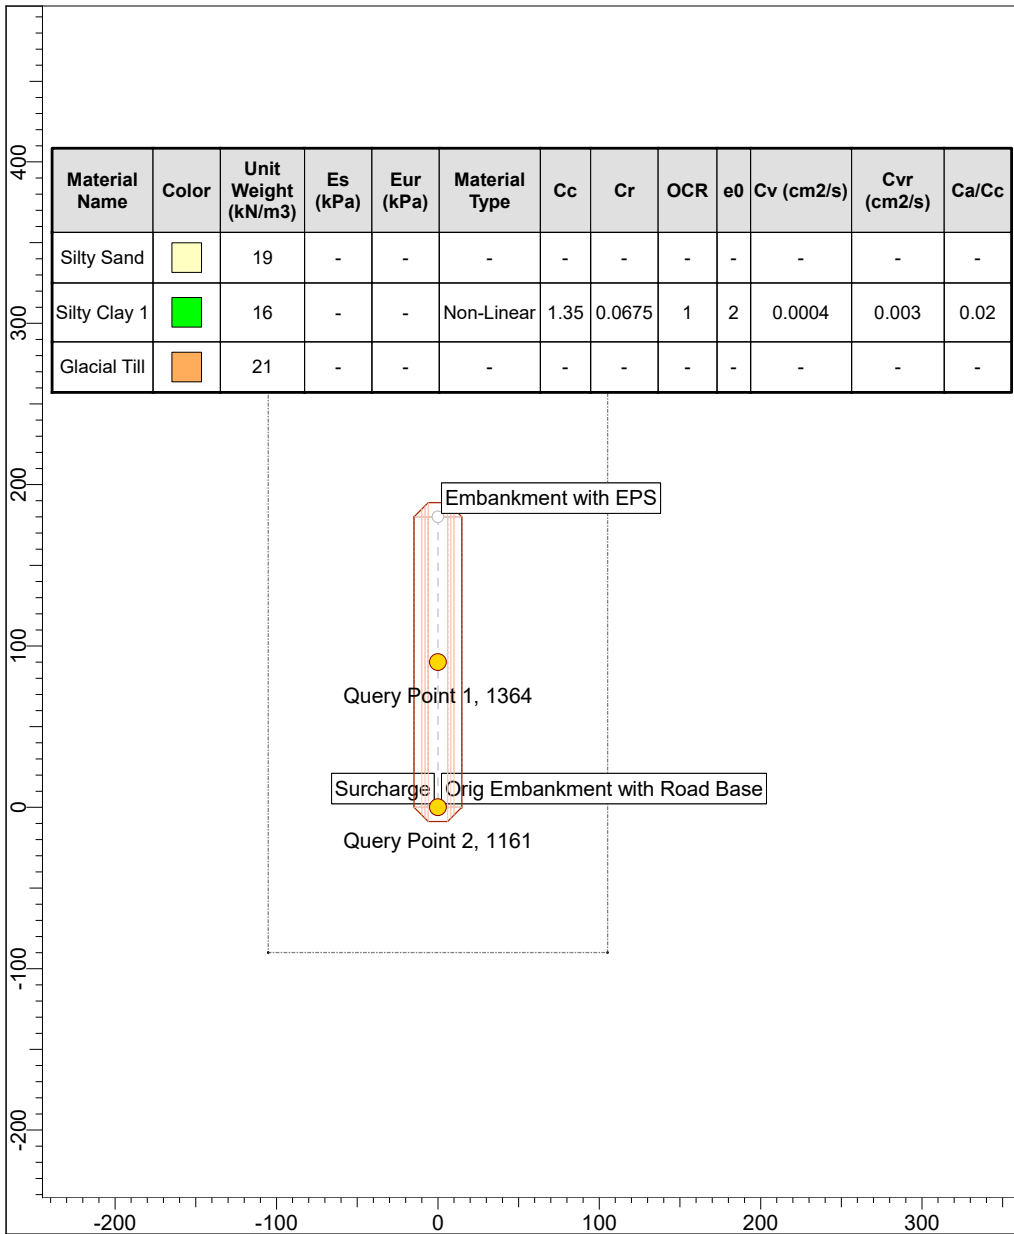 Material Name Color Unit Weight (kN/m3) Es (kPa) Eur (kPa) Material Type Cc Cr OCR e0 Cv (cm2/s) Cvr (cm2/s) Ca/Cc
Silty Sand 19 - - - - - - - - - -
Silty Clay 1 16 - - Non-Linear 1.35 0.0675 1 2 0.0004 0.003 0.02
Glacial Till 21 - - - - - - - - - -
Embankment with EPS
Query Point 1, 1364
Surcharge Orig Embankment with Road Base
Query Point 2, 1161
400
300
200
100
0
-100
-200
-200 -100 0 100 200 300